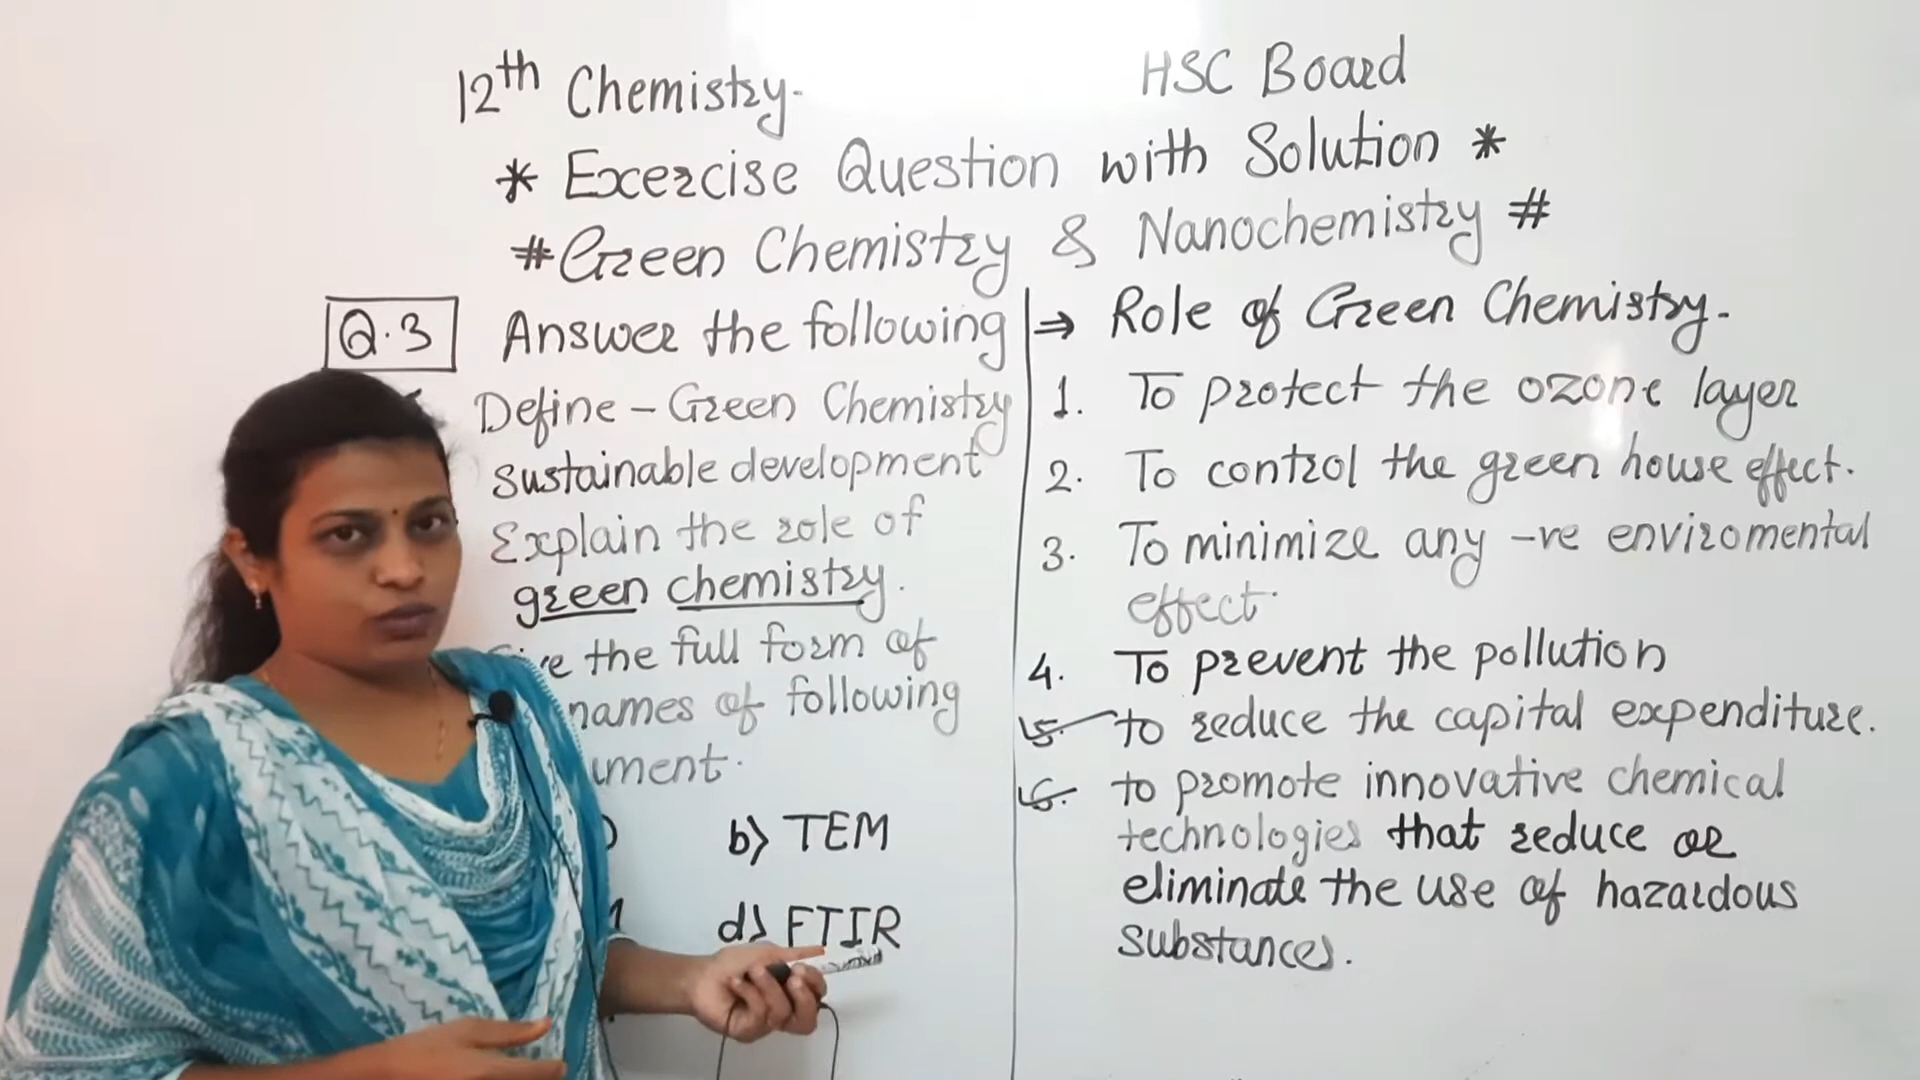 12th Chemistry.
HSC Board
* Exercise Question with Solution *
# Green Chemistry & Nanochemistry #
Q.3 Answer the following
Define - Green Chemistry
sustainable development
Explain the role of
green chemistry.
the full form of
names of following
b) TEM
d) FTIR
⇒ Role of Green Chemistry.
1. To protect the ozone layer
2. To control the green house effect.
3. To minimize any -ve enviromental
effect.
4. To prevent the pollution
5. to reduce the capital expenditure.
6. to promote innovative chemical
technologies that reduce or
eliminate the use of hazardous
substances.